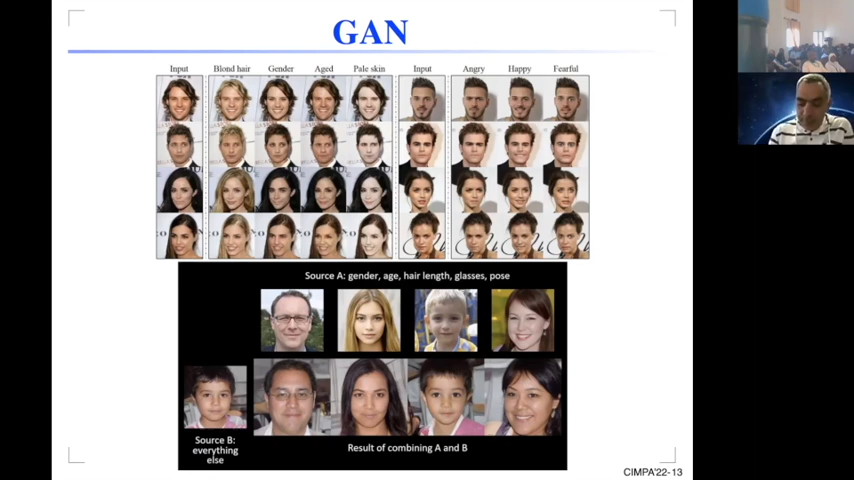 GAN
Input Blond hair Gender Aged Pale skin Input Angry Happy Fearful
Source A: gender, age, hair length, glasses, pose
Source B:
everything
else
Result of combining A and B
CIMPA'22-13